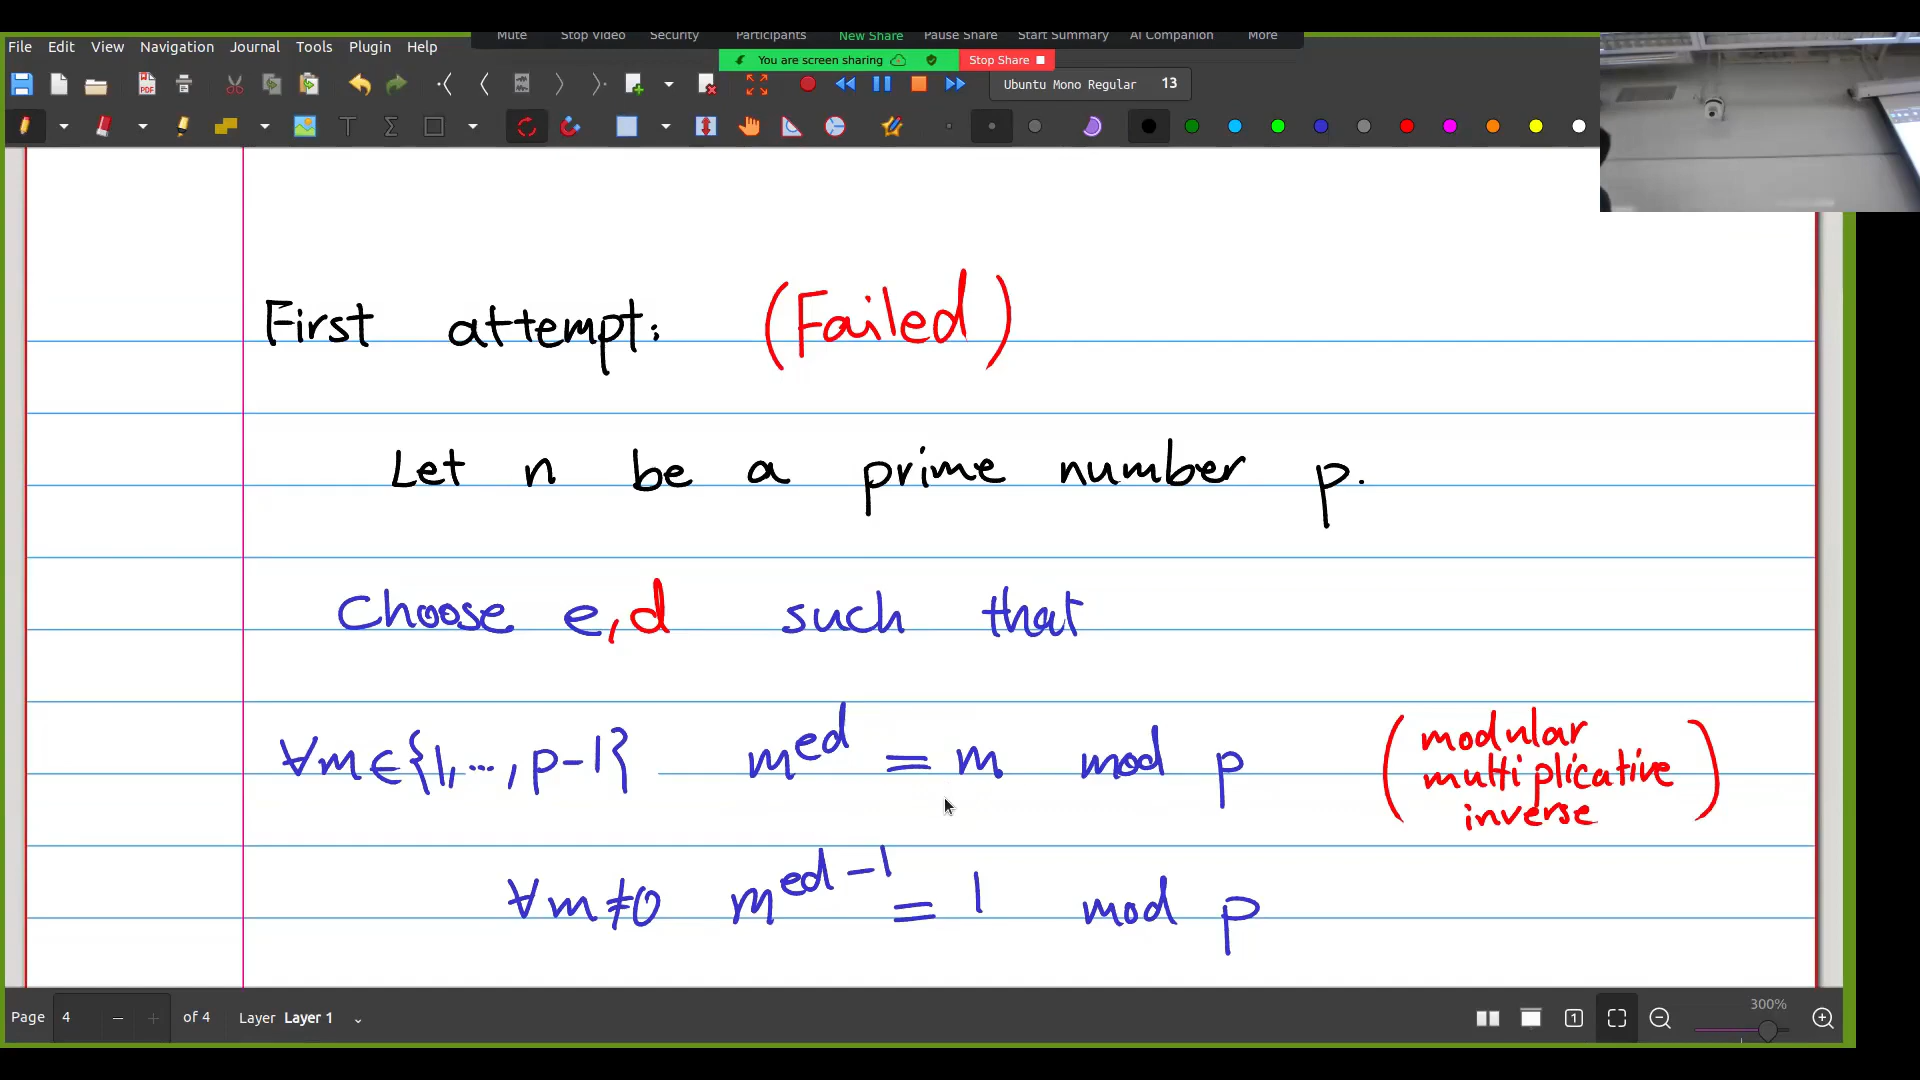 Mute Stop Video Security Participants New Share Pause Share Start Summary AI Companion More
File Edit View Navigation Journal Tools Plugin Help
You are screen sharing Stop Share
Ubuntu Mono Regular 13
First attempt: (Failed)
Let n be a prime number p.
Choose e,d such that
∀m∈{1,...,p-1} m^ed = m mod p (modular multiplicative inverse)
∀m≠0 m^ed-1 = 1 mod p
Page 4 of 4 Layer Layer 1 300%